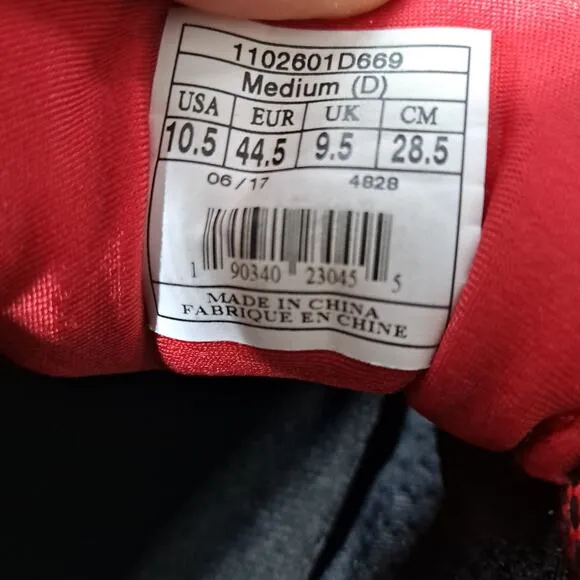 1102601D669
Medium (D)
USA EUR UK CM
10.5 44.5 9.5 28.5
06/17 4828
1 90340 23045 5
MADE IN CHINA
FABRIQUE EN CHINE